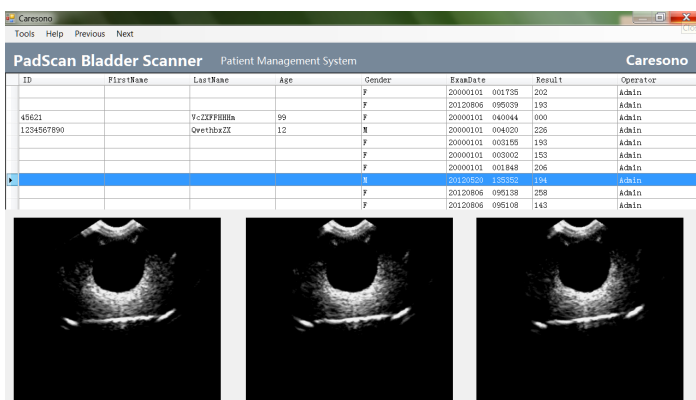 Caresono
Clo
Tools Help Previous Next
PadScan Bladder Scanner Patient Management System Caresono
ID FirstName LastName Age Gender ExamDate Result Operator
F 20000101 001735 202 Admin
F 20120806 095039 193 Admin
45621 VcZXFFHHHm 99 F 20000101 040044 000 Admin
1234567890 QwethbxZX 12 M 20000101 004020 226 Admin
F 20000101 003155 193 Admin
F 20000101 003002 153 Admin
F 20000101 001848 206 Admin
M 20120520 135352 194 Admin
F 20120806 095138 258 Admin
F 20120806 095108 143 Admin